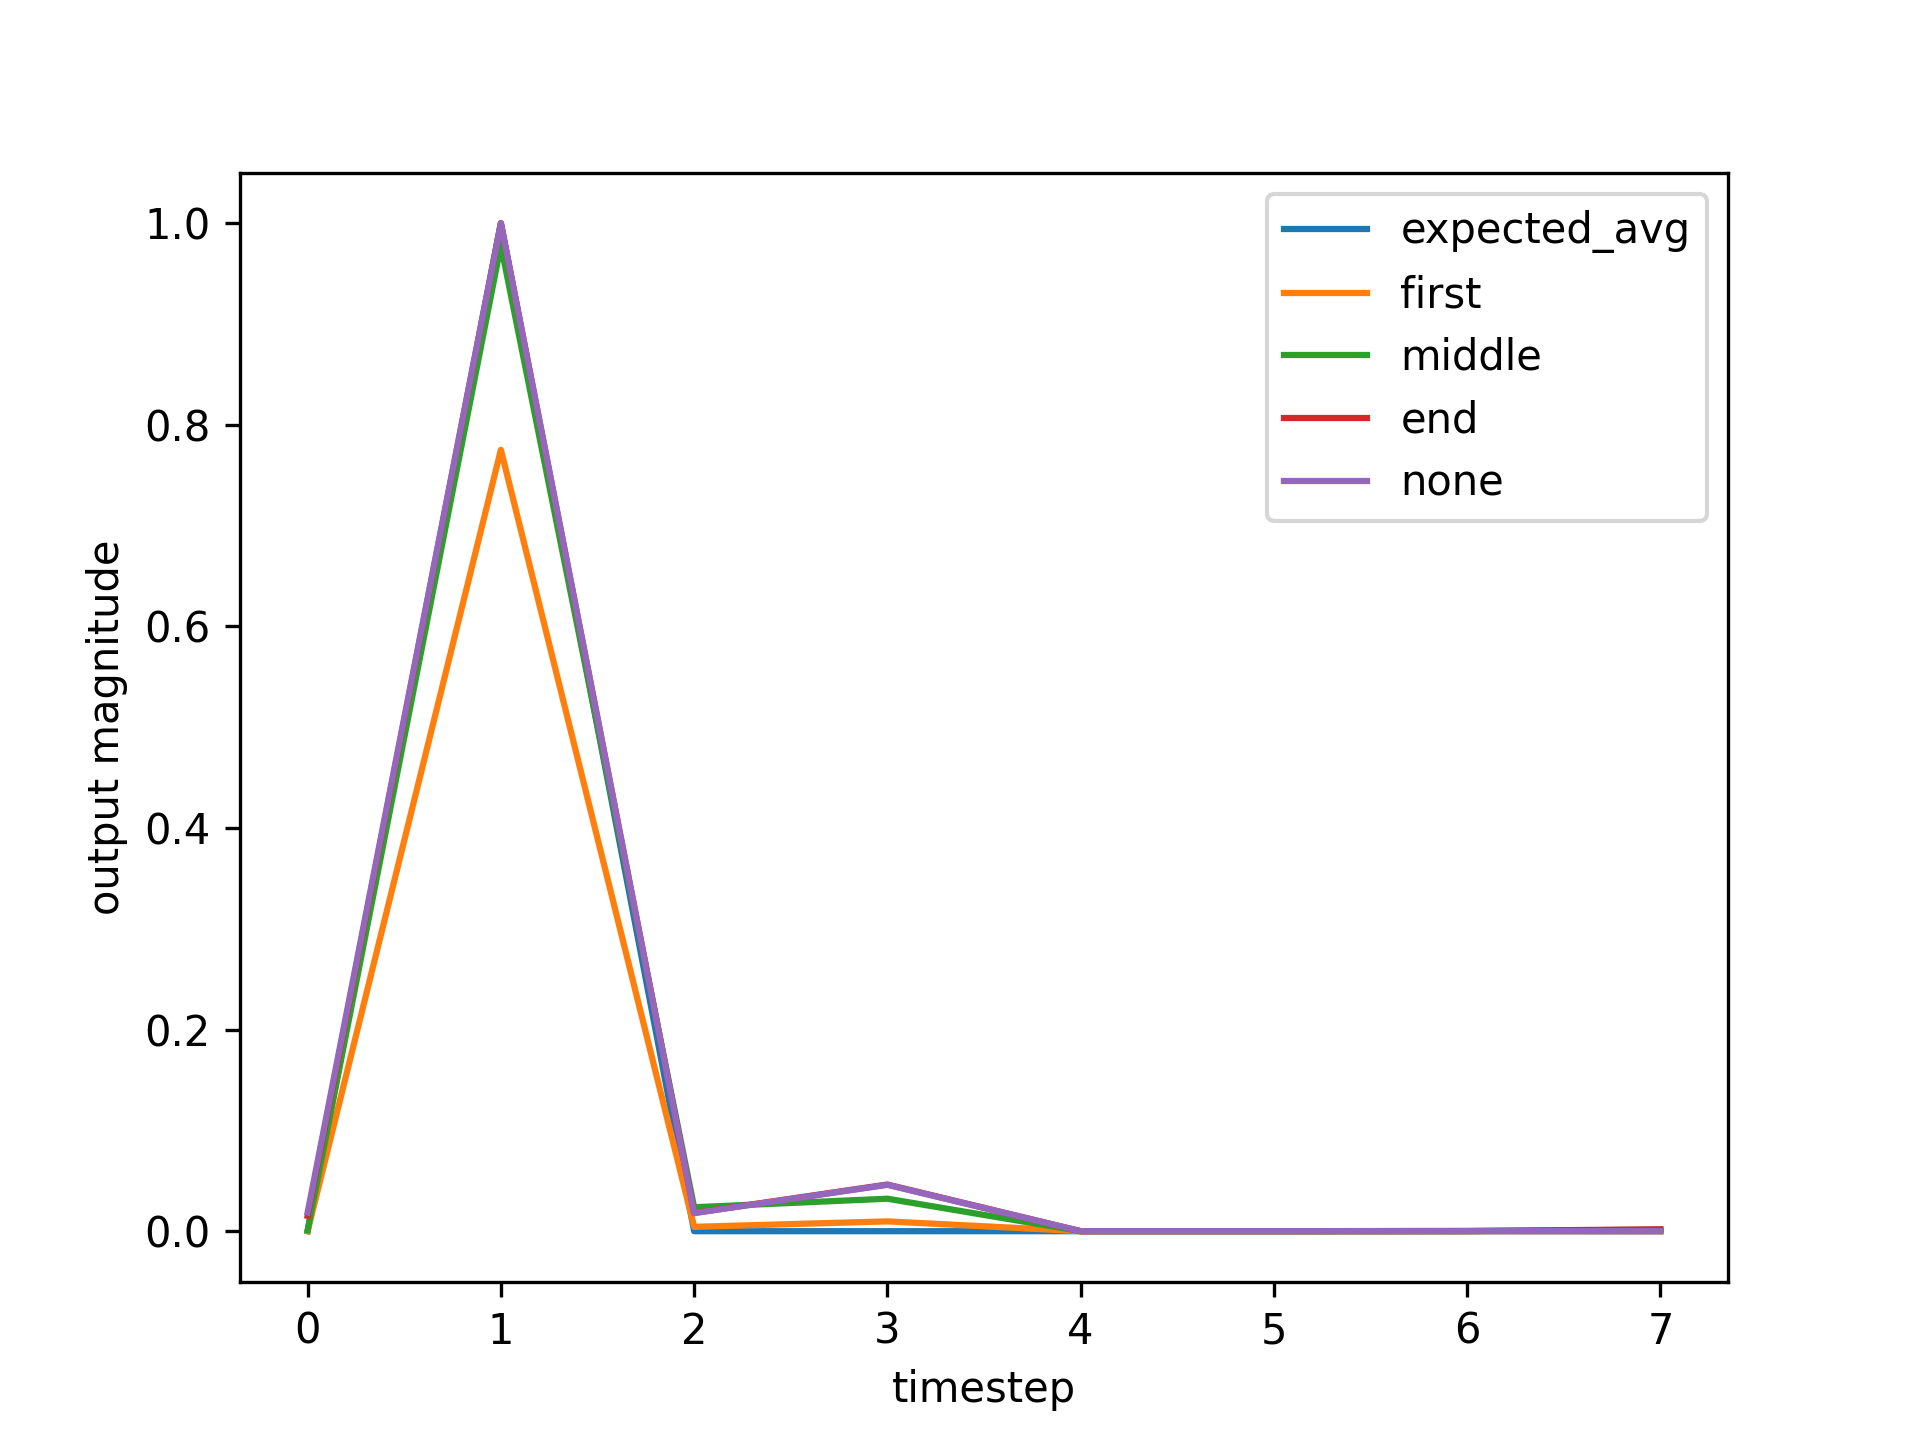 expected_avg
first
middle
end
none
1.0
0.8
0.6
0.4
0.2
0.0
output magnitude
0 1 2 3 4 5 6 7
timestep